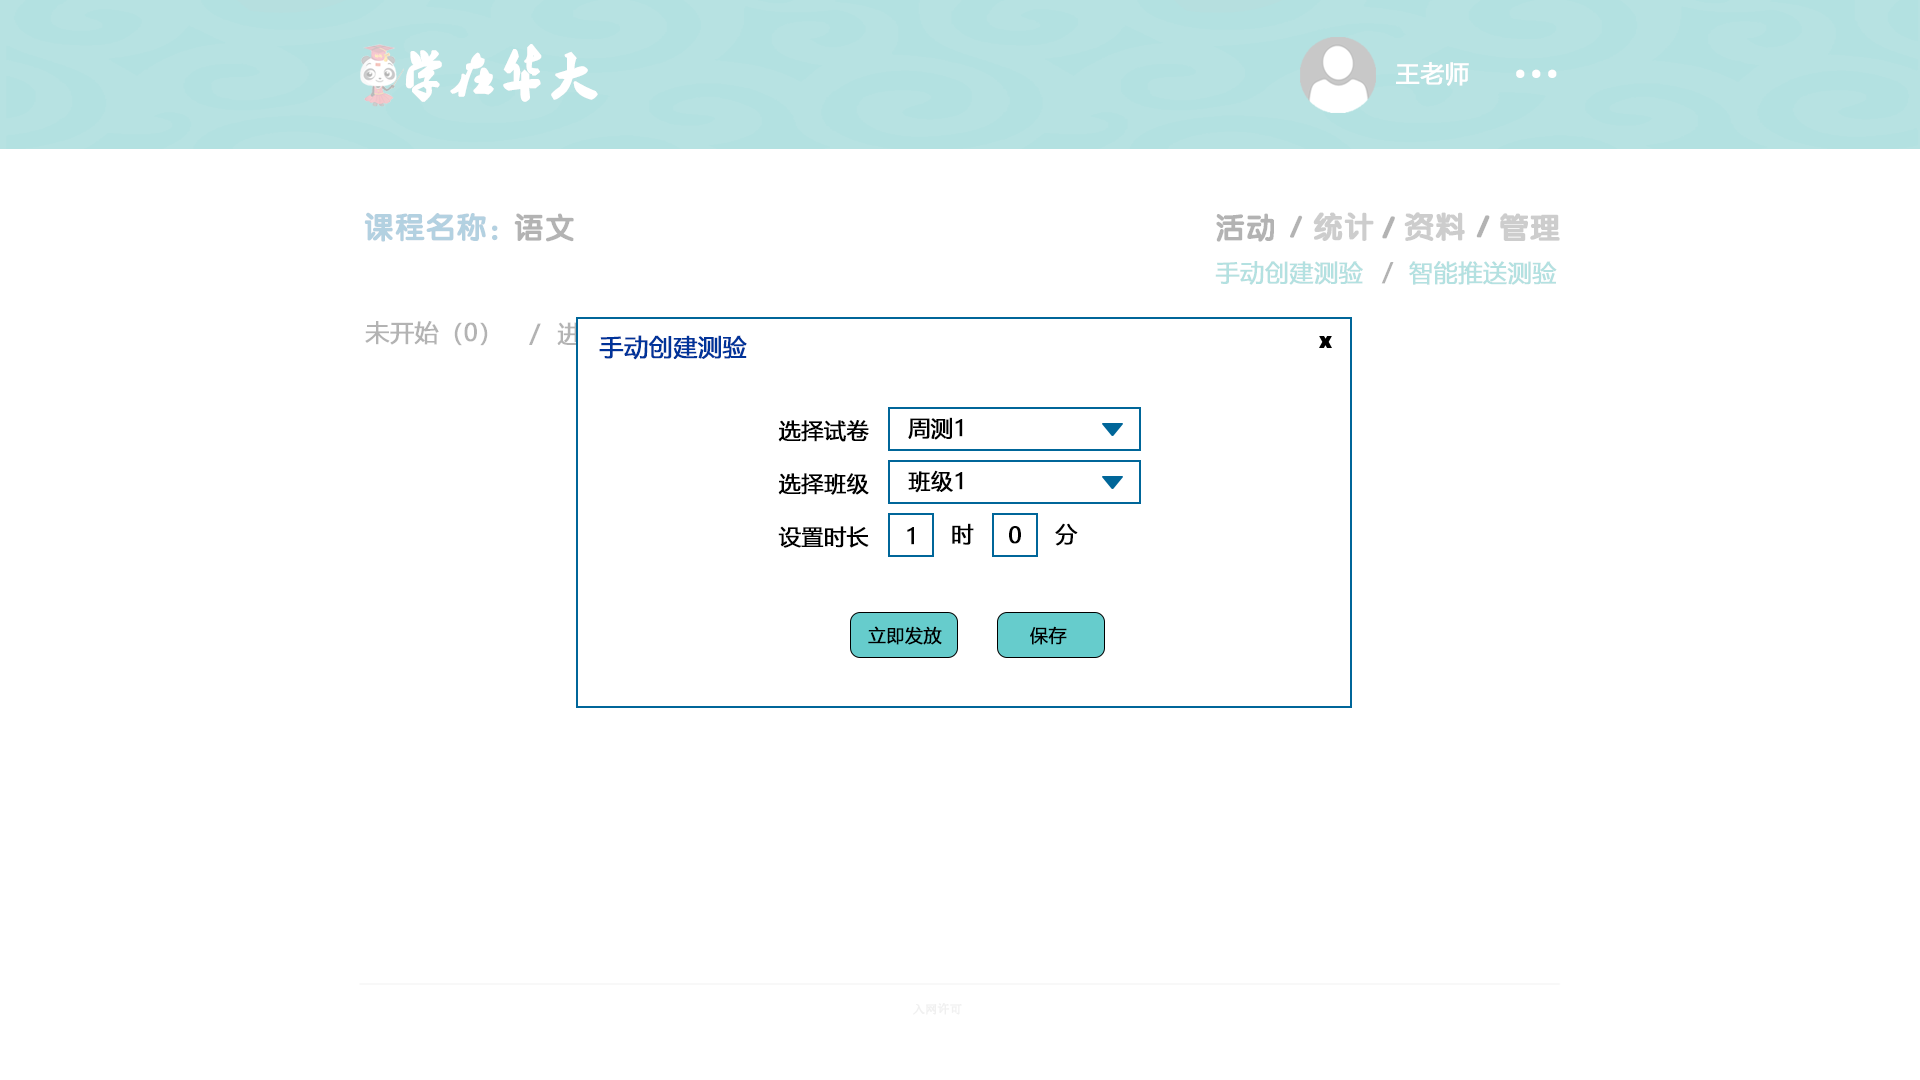 学在华大
王老师
课程名称：语文
活动 / 统计 / 资料 / 管理
手动创建测验 / 智能推送测验
未开始（0） / 进
手动创建测验
x
选择试卷 周测1
选择班级 班级1
设置时长 1 时 0 分
立即发放 保存
入网许可